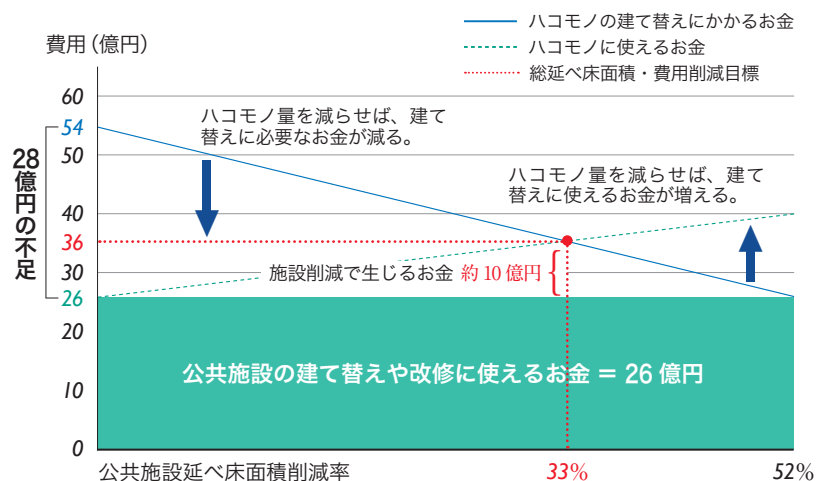 ハコモノの建て替えにかかるお金
ハコモノに使えるお金
総延べ床面積・費用削減目標
費用（億円）
60
54
50
40
36
30
26
20
10
0
28億円の不足
ハコモノ量を減らせば、建て
替えに必要なお金が減る。
ハコモノ量を減らせば、建て
替えに使えるお金が増える。
施設削減で生じるお金 約10億円
公共施設の建て替えや改修に使えるお金 ＝ 26 億円
公共施設延べ床面積削減率
33%
52%